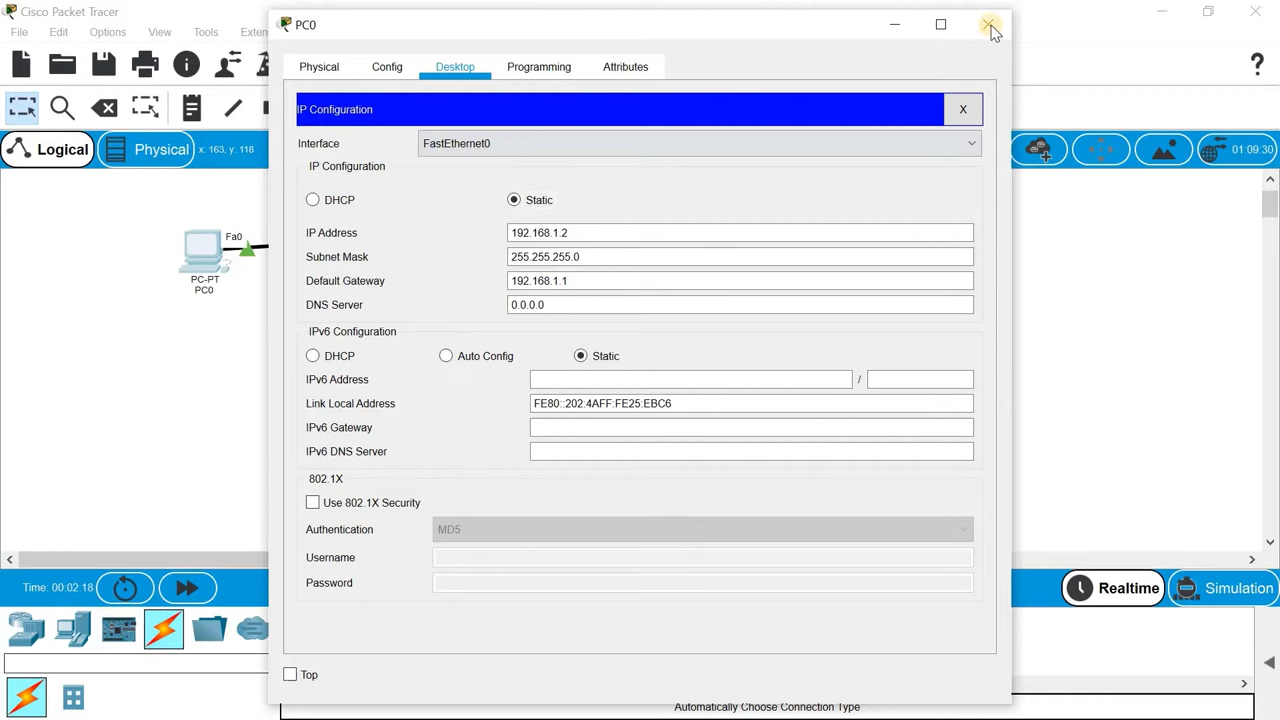 Cisco Packet Tracer
PC0
File Edit Options View Tools Exten
Physical Config Desktop Programming Attributes
IP Configuration X
Interface FastEthernet0
Logical Physical x: 163, y: 118 01:09:30
IP Configuration
DHCP Static
IP Address 192.168.1.2
Subnet Mask 255.255.255.0
Default Gateway 192.168.1.1
DNS Server 0.0.0.0
Fa0
PC-PT
PC0
IPv6 Configuration
DHCP Auto Config Static
IPv6 Address /
Link Local Address FE80::202:4AFF:FE25:EBC6
IPv6 Gateway
IPv6 DNS Server
802.1X
Use 802.1X Security
Authentication MD5
Username
Password
Time: 00:02:18 Realtime Simulation
Top
Automatically Choose Connection Type